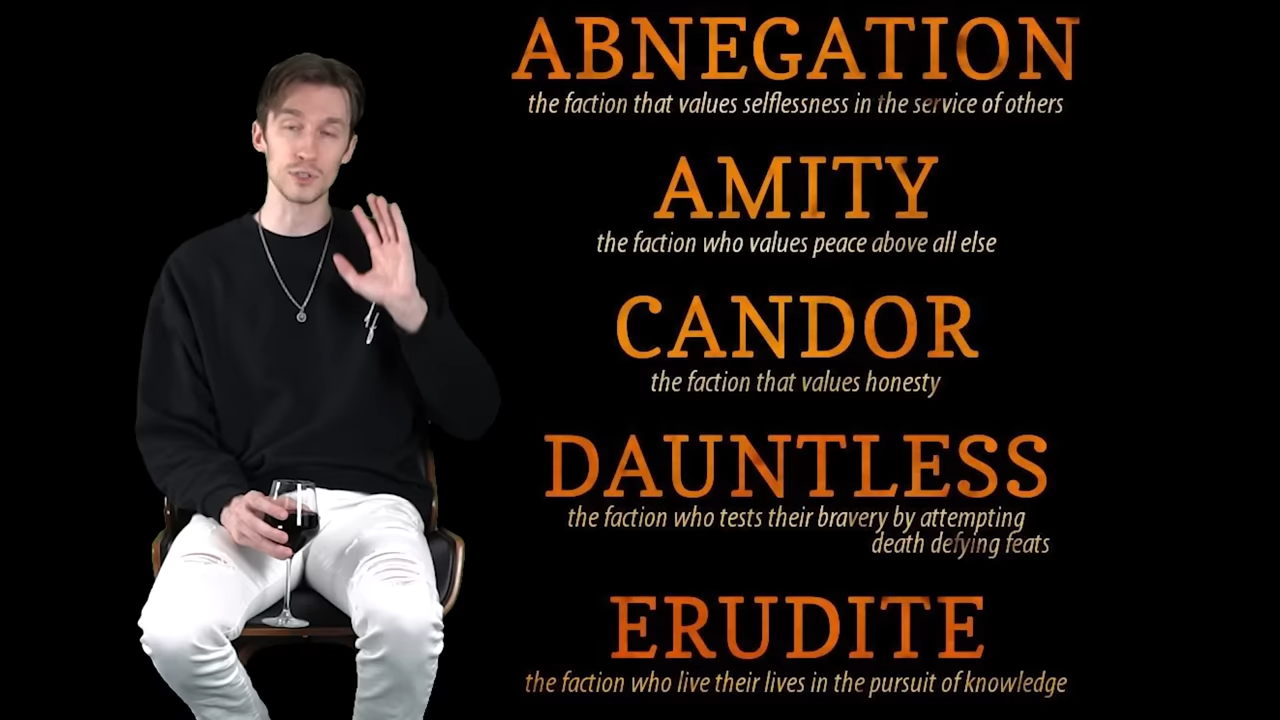 ABNEGATION
the faction that values selflessness in the service of others
AMITY
the faction who values peace above all else
CANDOR
the faction that values honesty
DAUNTLESS
the faction who tests their bravery by attempting
death defying feats
ERUDITE
the faction who live their lives in the pursuit of knowledge